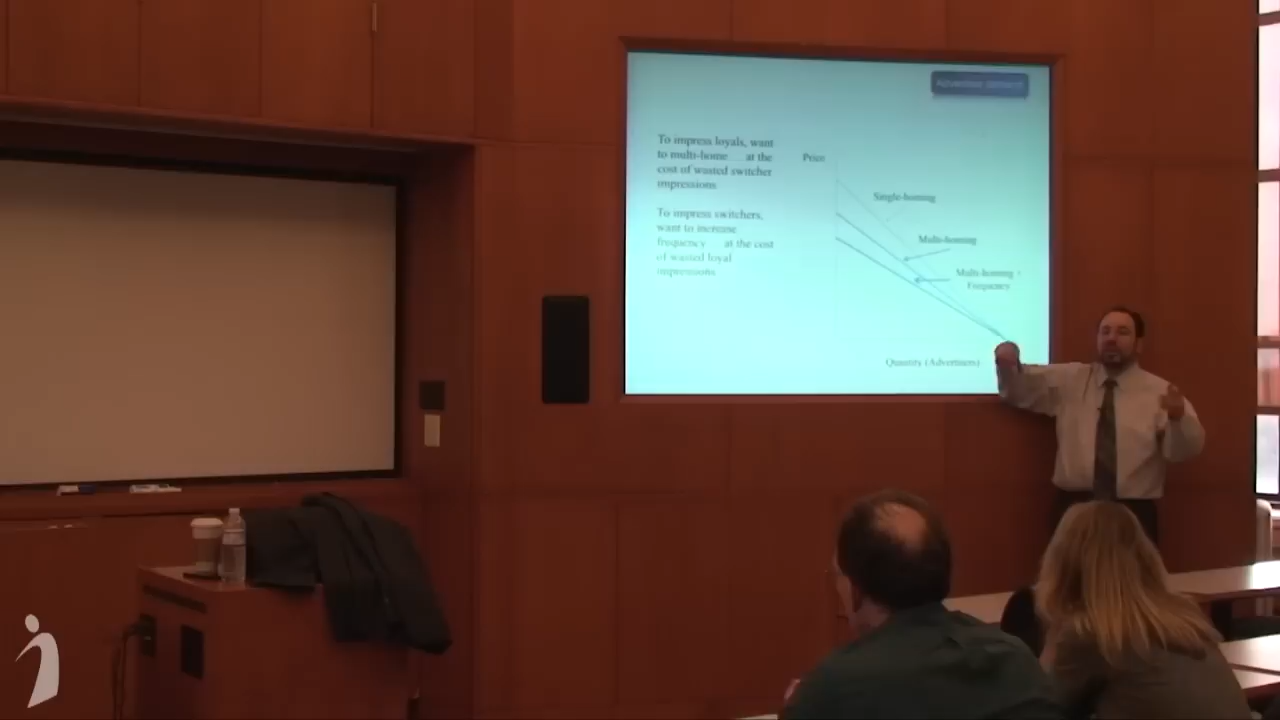 Advertiser demand
To impress loyals, want
to multi-home ... at the
cost of wasted switcher
impressions
To impress switchers,
want to increase
frequency ... at the cost
of wasted loyal
impressions
Price
Single-homing
Multi-homing
Multi-homing +
Frequency
Quantity (Advertisers)